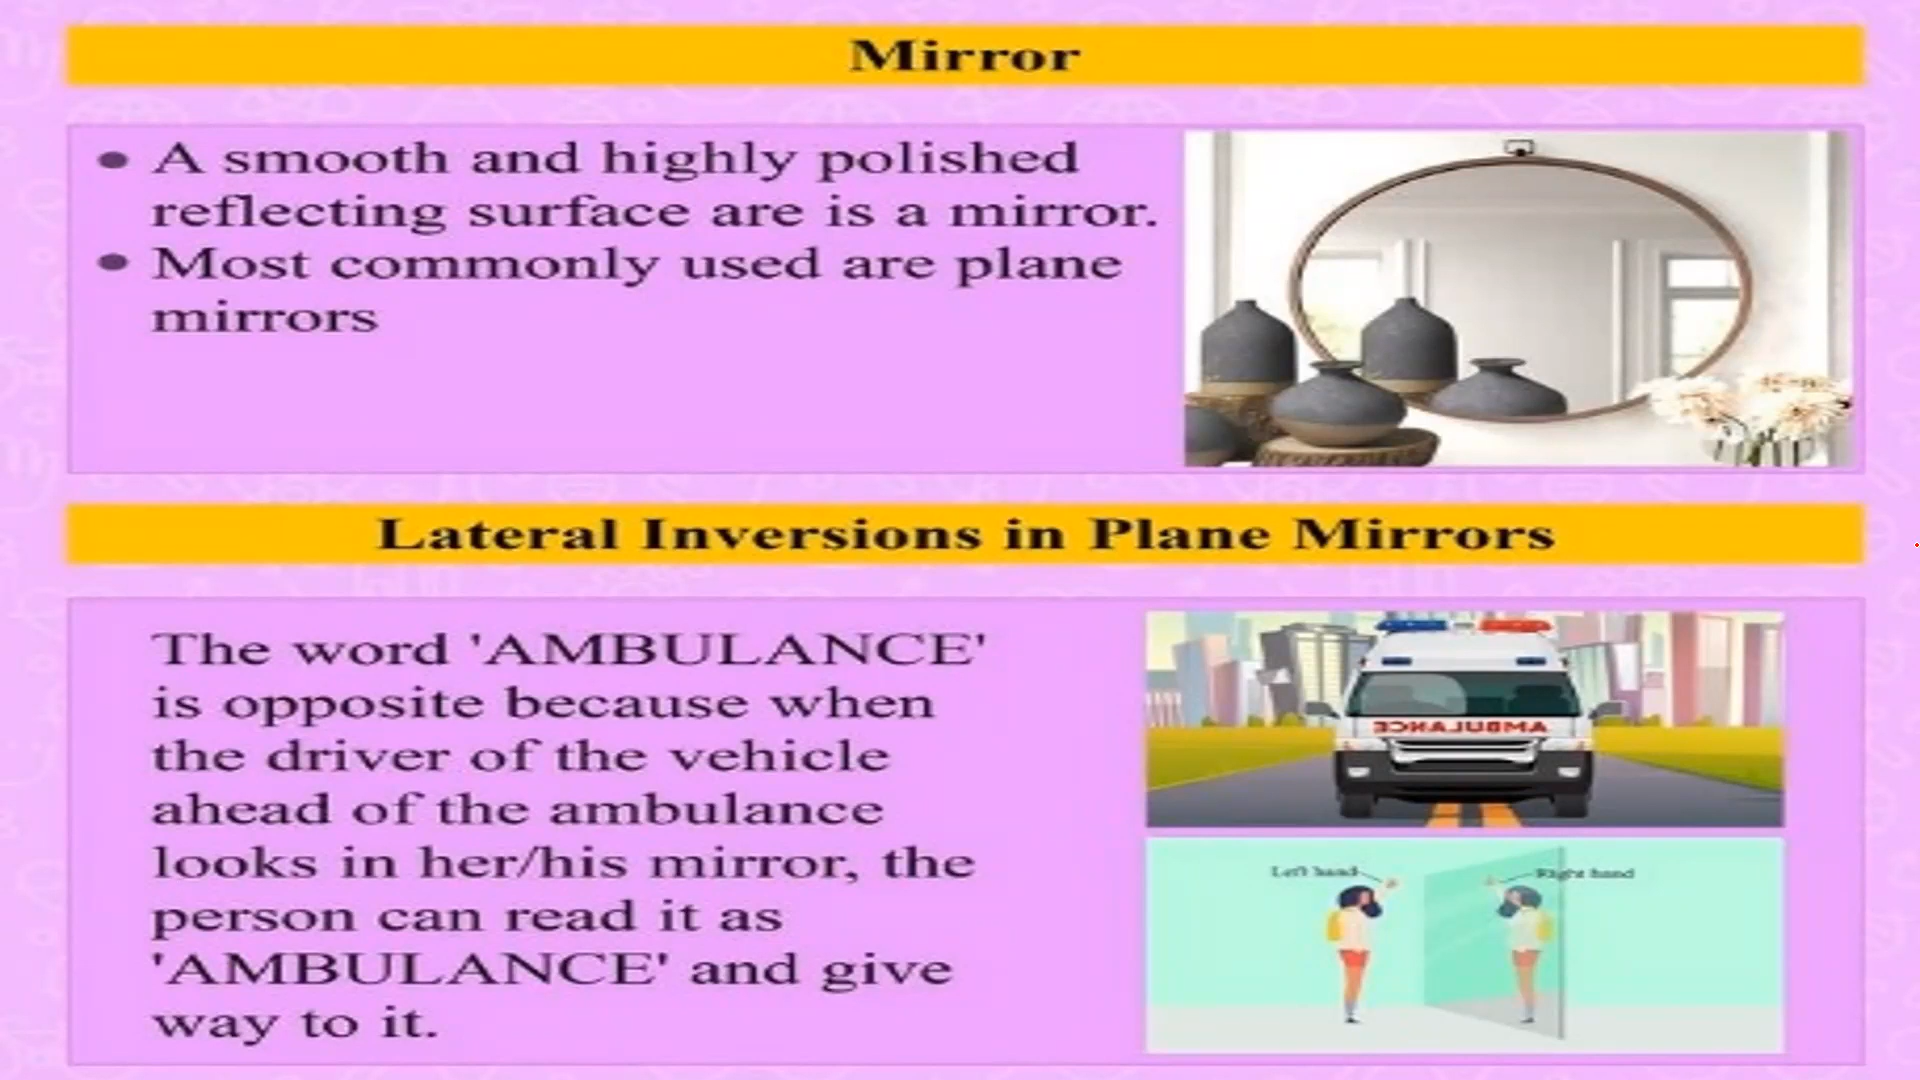 Mirror
● A smooth and highly polished
reflecting surface are is a mirror.
● Most commonly used are plane
mirrors
Lateral Inversions in Plane Mirrors
The word 'AMBULANCE'
is opposite because when
the driver of the vehicle
ahead of the ambulance
looks in her/his mirror, the
person can read it as
'AMBULANCE' and give
way to it.
AMBULANCE
Left hand
Right hand